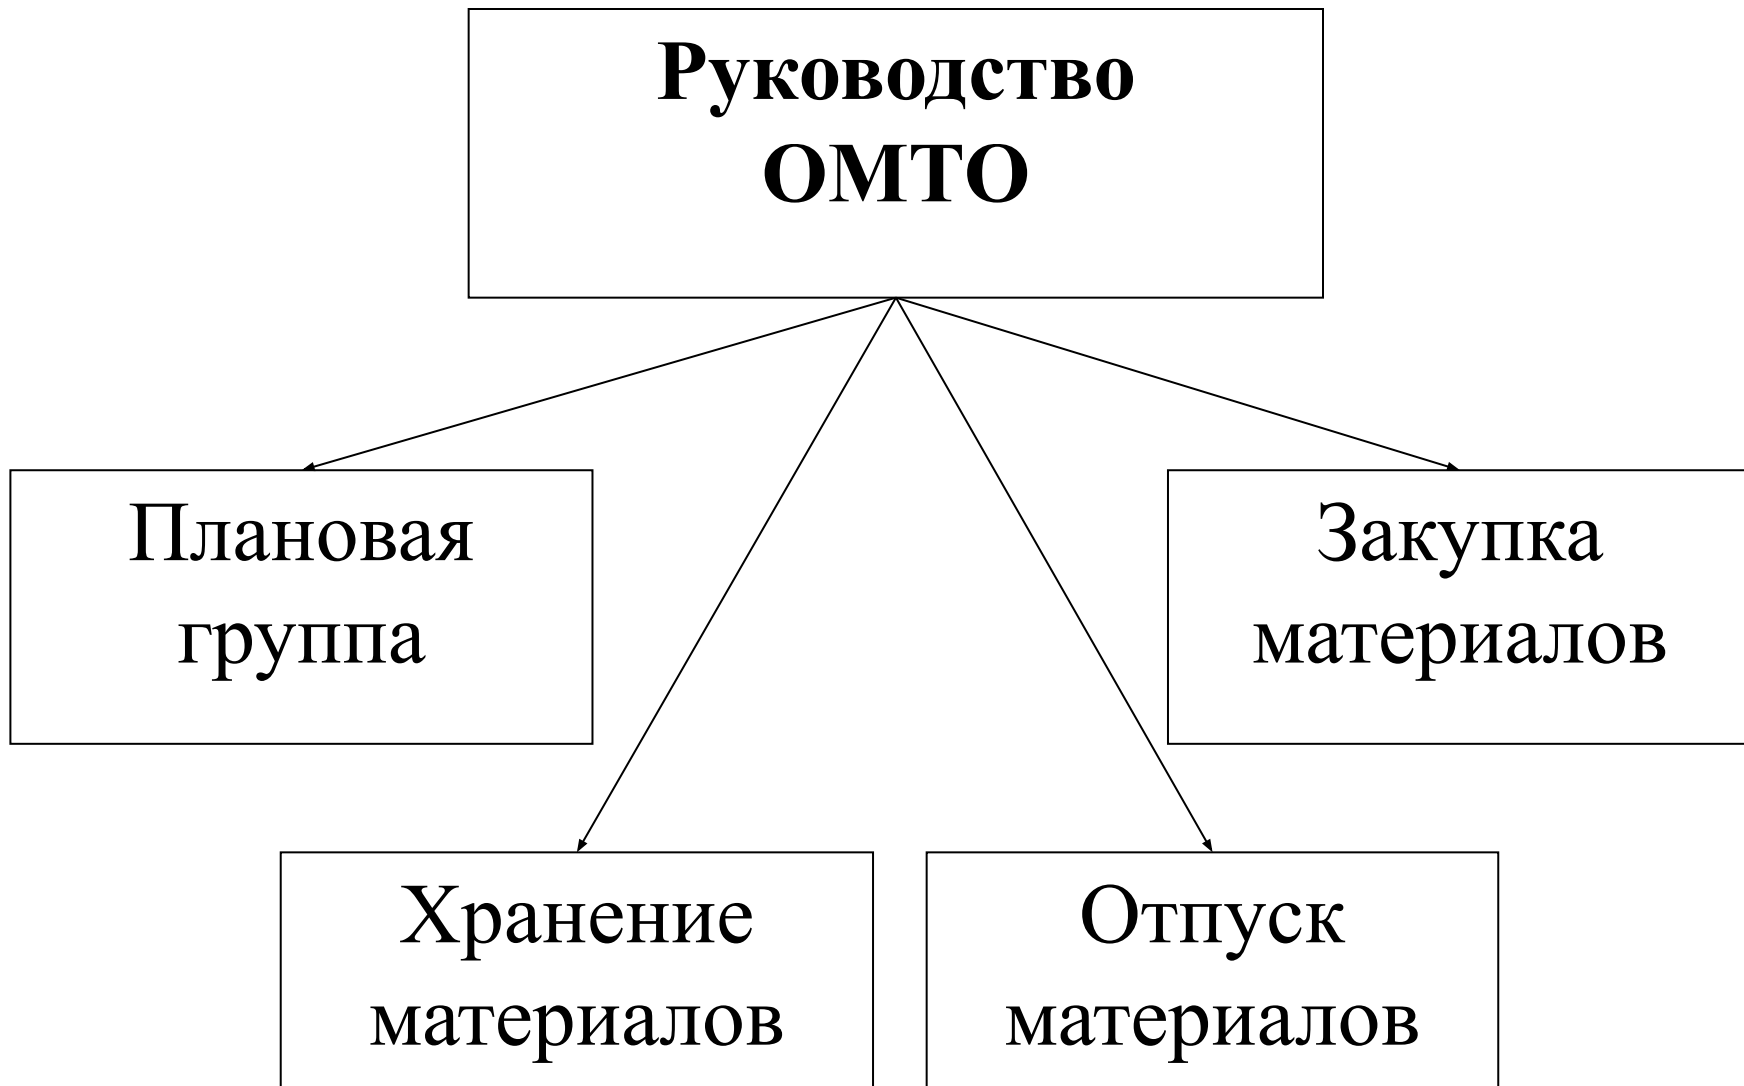 Руководство
ОМТО
Плановая
группа
Закупка
материалов
Хранение
материалов
Отпуск
материалов